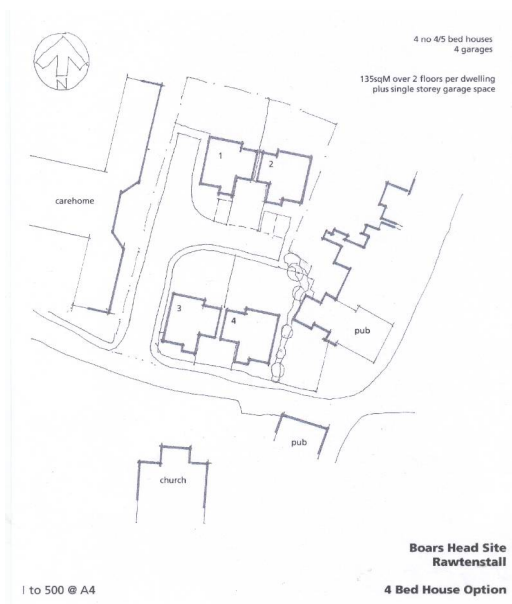 4 no 4/5 bed houses
4 garages
135sqM over 2 floors per dwelling
plus single storey garage space
N
1
2
carehome
3
4
pub
pub
church
Boars Head Site
Rawtenstall
1 to 500 @ A4
4 Bed House Option